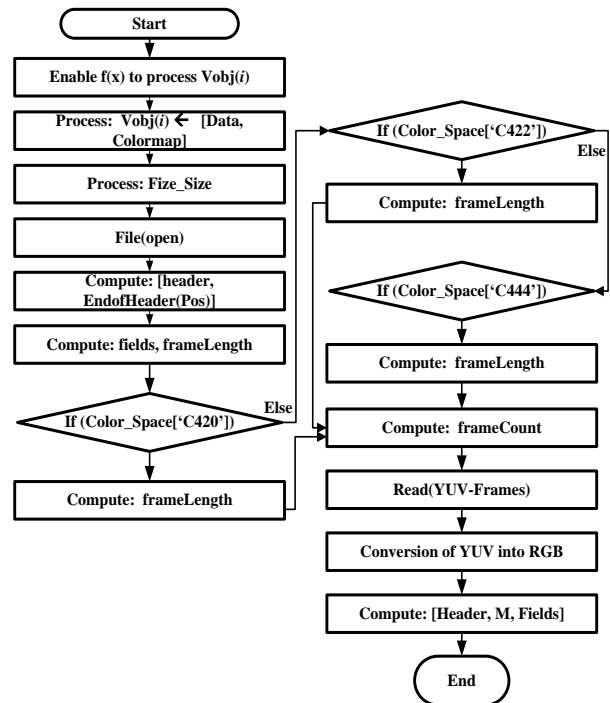 Start
Enable f(x) to process Vobj(i)
Process: Vobj(i) ← [Data,
Colormap]
Process: Fize_Size
File(open)
Compute: [header,
EndofHeader(Pos)]
Compute: fields, frameLength
If (Color_Space['C420'])
Else
Compute: frameLength
If (Color_Space['C422'])
Else
Compute: frameLength
If (Color_Space['C444'])
Compute: frameLength
Compute: frameCount
Read(YUV-Frames)
Conversion of YUV into RGB
Compute: [Header, M, Fields]
End